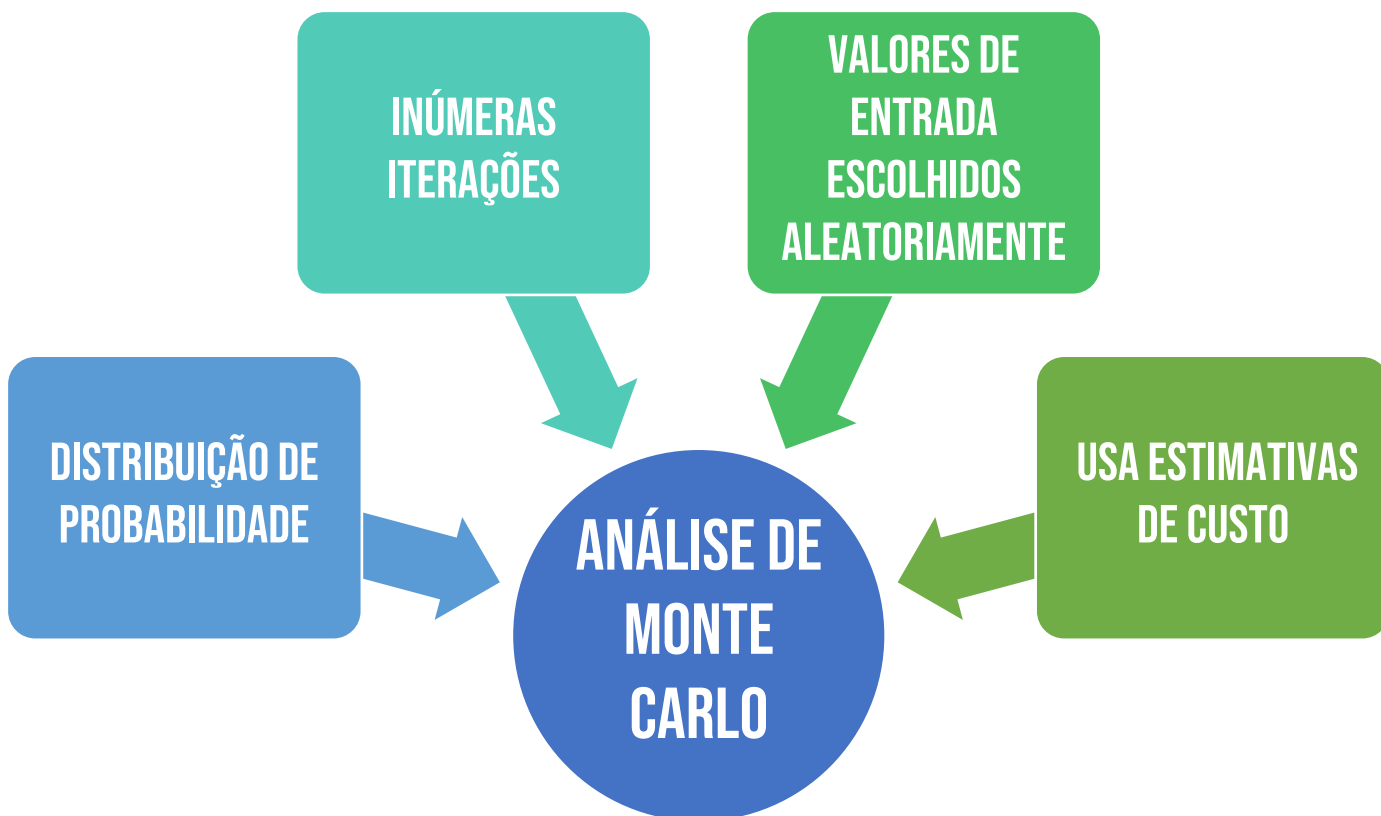 INÚMERAS
ITERAÇÕES
VALORES DE
ENTRADA
ESCOLHIDOS
ALEATORIAMENTE
DISTRIBUIÇÃO DE
PROBABILIDADE
USA ESTIMATIVAS
DE CUSTO
ANÁLISE DE
MONTE
CARLO